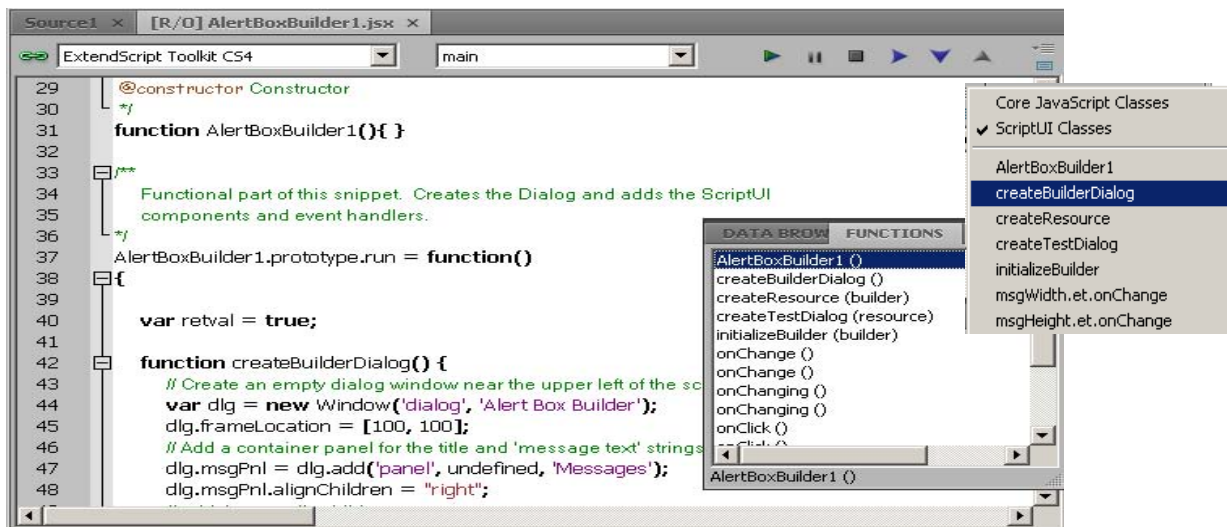 Source1 × [R/O] AlertBoxBuilder1.jsx ×
ExtendScript Toolkit CS4 main
29 @constructor Constructor
30 */
31 function AlertBoxBuilder1(){ }
32
33 /**
34 Functional part of this snippet. Creates the Dialog and adds the ScriptUI
35 components and event handlers.
36 */
37 AlertBoxBuilder1.prototype.run = function()
38 {
39
40 var retval = true;
41
42 function createBuilderDialog() {
43 // Create an empty dialog window near the upper left of the sc
44 var dlg = new Window('dialog', 'Alert Box Builder');
45 dlg.frameLocation = [100, 100];
46 // Add a container panel for the title and 'message text' strings
47 dlg.msgPnl = dlg.add('panel', undefined, 'Messages');
48 dlg.msgPnl.alignChildren = "right";
DATA BROW FUNCTIONS
AlertBoxBuilder1 ()
createBuilderDialog ()
createResource (builder)
createTestDialog (resource)
initializeBuilder (builder)
onChange ()
onChange ()
onChanging ()
onChanging ()
onClick ()
AlertBoxBuilder1 ()
Core JavaScript Classes
ScriptUI Classes
AlertBoxBuilder1
createBuilderDialog
createResource
createTestDialog
initializeBuilder
msgWidth.et.onChange
msgHeight.et.onChange